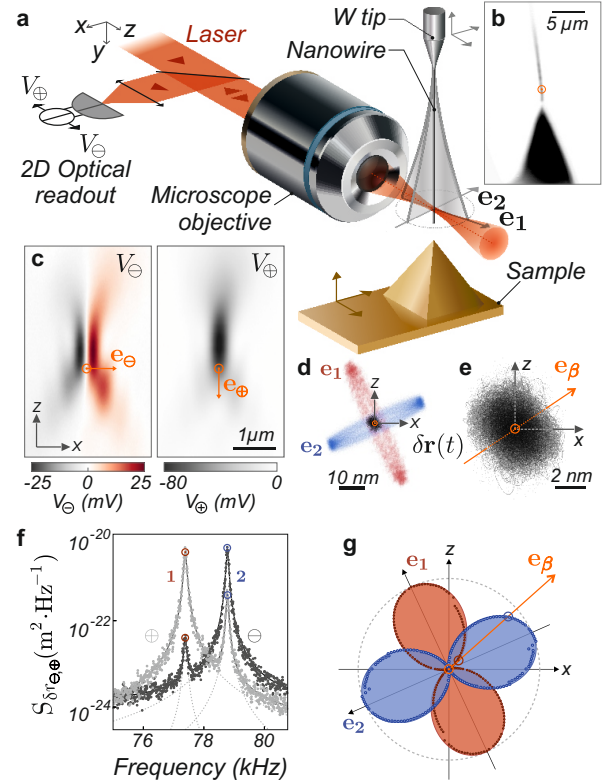 a
x
z
y
Laser
W tip
Nanowire
b
5 µm
V⊕
V⊖
2D Optical
readout
Microscope
objective
e2
e1
Sample
c
V⊖
V⊕
e⊖
e⊕
z
x
1µm
-25 0 25
V⊖ (mV)
-80 0
V⊕ (mV)
d
e1
z
x
e2
10 nm
e
eβ
z
x
δr(t)
2 nm
f
10⁻²⁰
10⁻²²
10⁻²⁴
Sδr⊖,⊕(m²·Hz⁻¹)
1
2
⊕
⊖
76 78 80
Frequency (kHz)
g
z
e1
eβ
x
e2